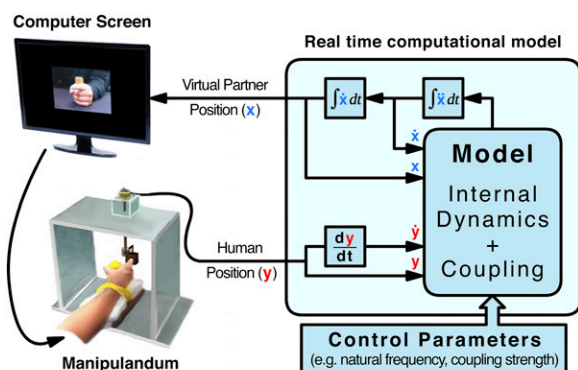 Computer Screen
Real time computational model
Virtual Partner
Position (x)
∫ẋ dt
∫ẍ dt
ẋ
x
Model
Internal
Dynamics
+
Coupling
Human
Position (y)
dy
dt
ẏ
y
Manipulandum
Control Parameters
(e.g. natural frequency, coupling strength)